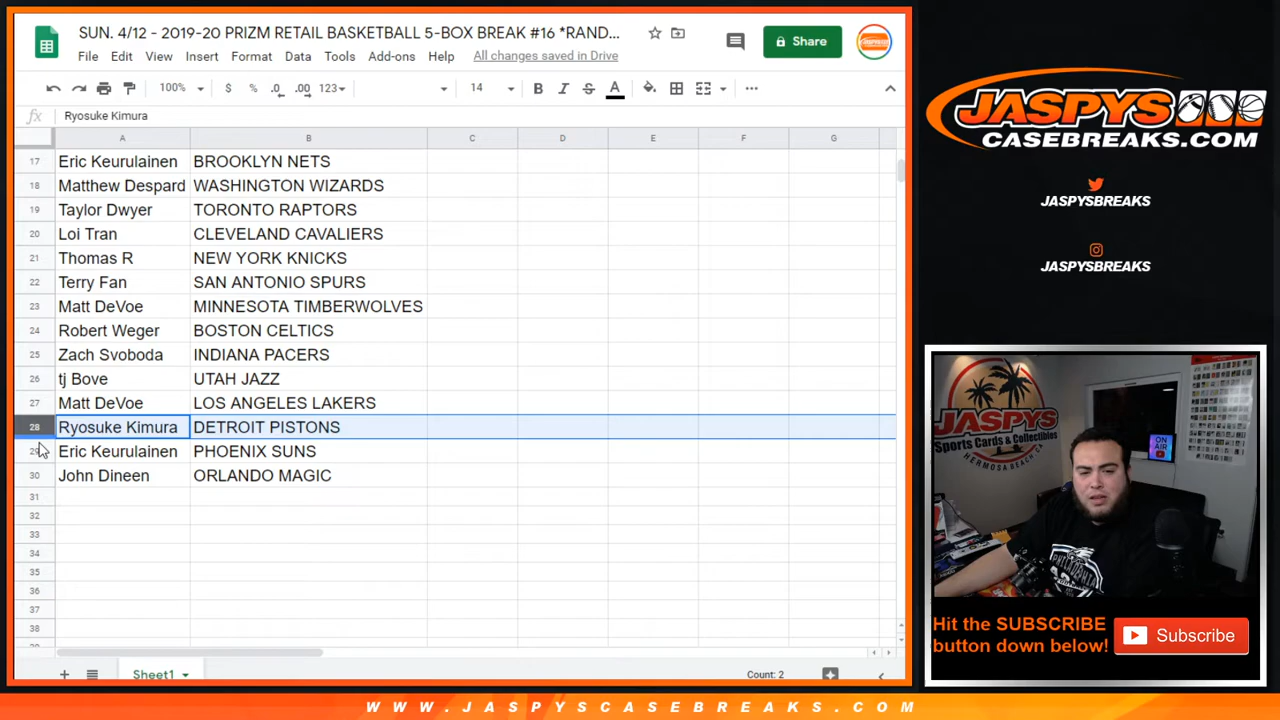 SUN. 4/12 - 2019-20 PRIZM RETAIL BASKETBALL 5-BOX BREAK #16 *RAND...
File Edit View Insert Format Data Tools Add-ons Help All changes saved in Drive
Share
100% $ % .0 .00 123 14 B I S A
fx Ryosuke Kimura
A B C D E F G
17 Eric Keurulainen BROOKLYN NETS
18 Matthew Despard WASHINGTON WIZARDS
19 Taylor Dwyer TORONTO RAPTORS
20 Loi Tran CLEVELAND CAVALIERS
21 Thomas R NEW YORK KNICKS
22 Terry Fan SAN ANTONIO SPURS
23 Matt DeVoe MINNESOTA TIMBERWOLVES
24 Robert Weger BOSTON CELTICS
25 Zach Svoboda INDIANA PACERS
26 tj Bove UTAH JAZZ
27 Matt DeVoe LOS ANGELES LAKERS
28 Ryosuke Kimura DETROIT PISTONS
29 Eric Keurulainen PHOENIX SUNS
30 John Dineen ORLANDO MAGIC
31
32
33
34
35
36
37
38
Sheet1 Count: 2
JASPYS
CASEBREAKS.COM
JASPYSBREAKS
JASPYSBREAKS
JASPYS
Sports Cards & Collectibles
HERMOSA BEACH CA
ON AIR
PHILADELPHIA
Hit the SUBSCRIBE
button down below!
Subscribe
WWW.JASPYSCASEBREAKS.COM